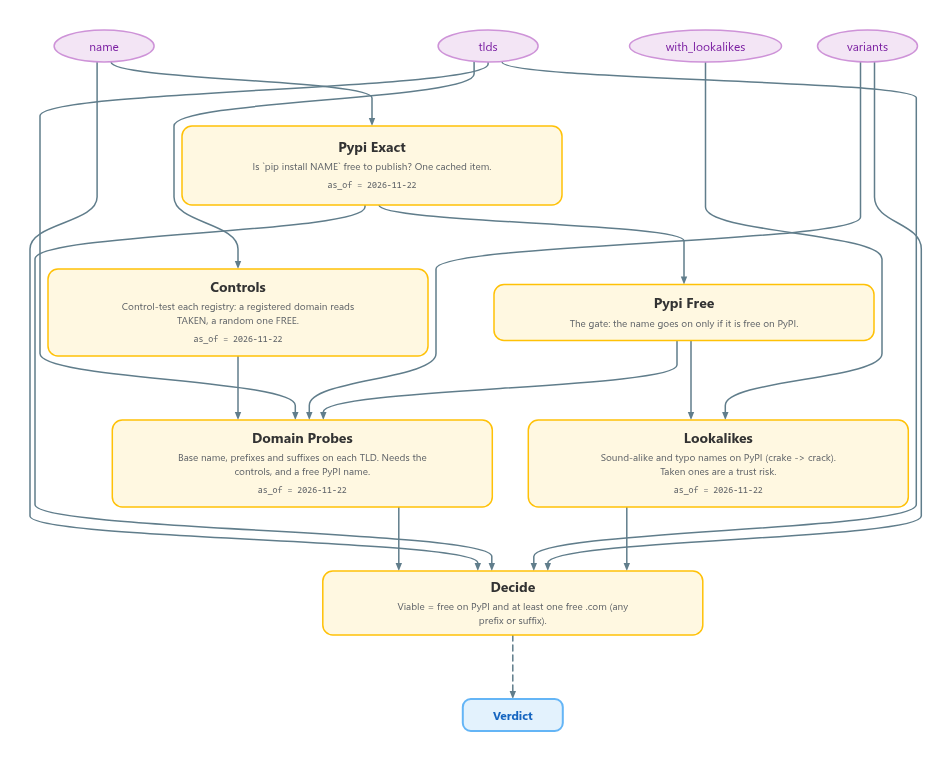 name
tlds
with_lookalikes
variants
Pypi Exact
Is `pip install NAME` free to publish? One cached item.
as_of = 2026-11-22
Controls
Control-test each registry: a registered domain reads
TAKEN, a random one FREE.
as_of = 2026-11-22
Pypi Free
The gate: the name goes on only if it is free on PyPI.
Domain Probes
Base name, prefixes and suffixes on each TLD. Needs the
controls, and a free PyPI name.
as_of = 2026-11-22
Lookalikes
Sound-alike and typo names on PyPI (crake -> crack).
Taken ones are a trust risk.
as_of = 2026-11-22
Decide
Viable = free on PyPI and at least one free .com (any
prefix or suffix).
Verdict